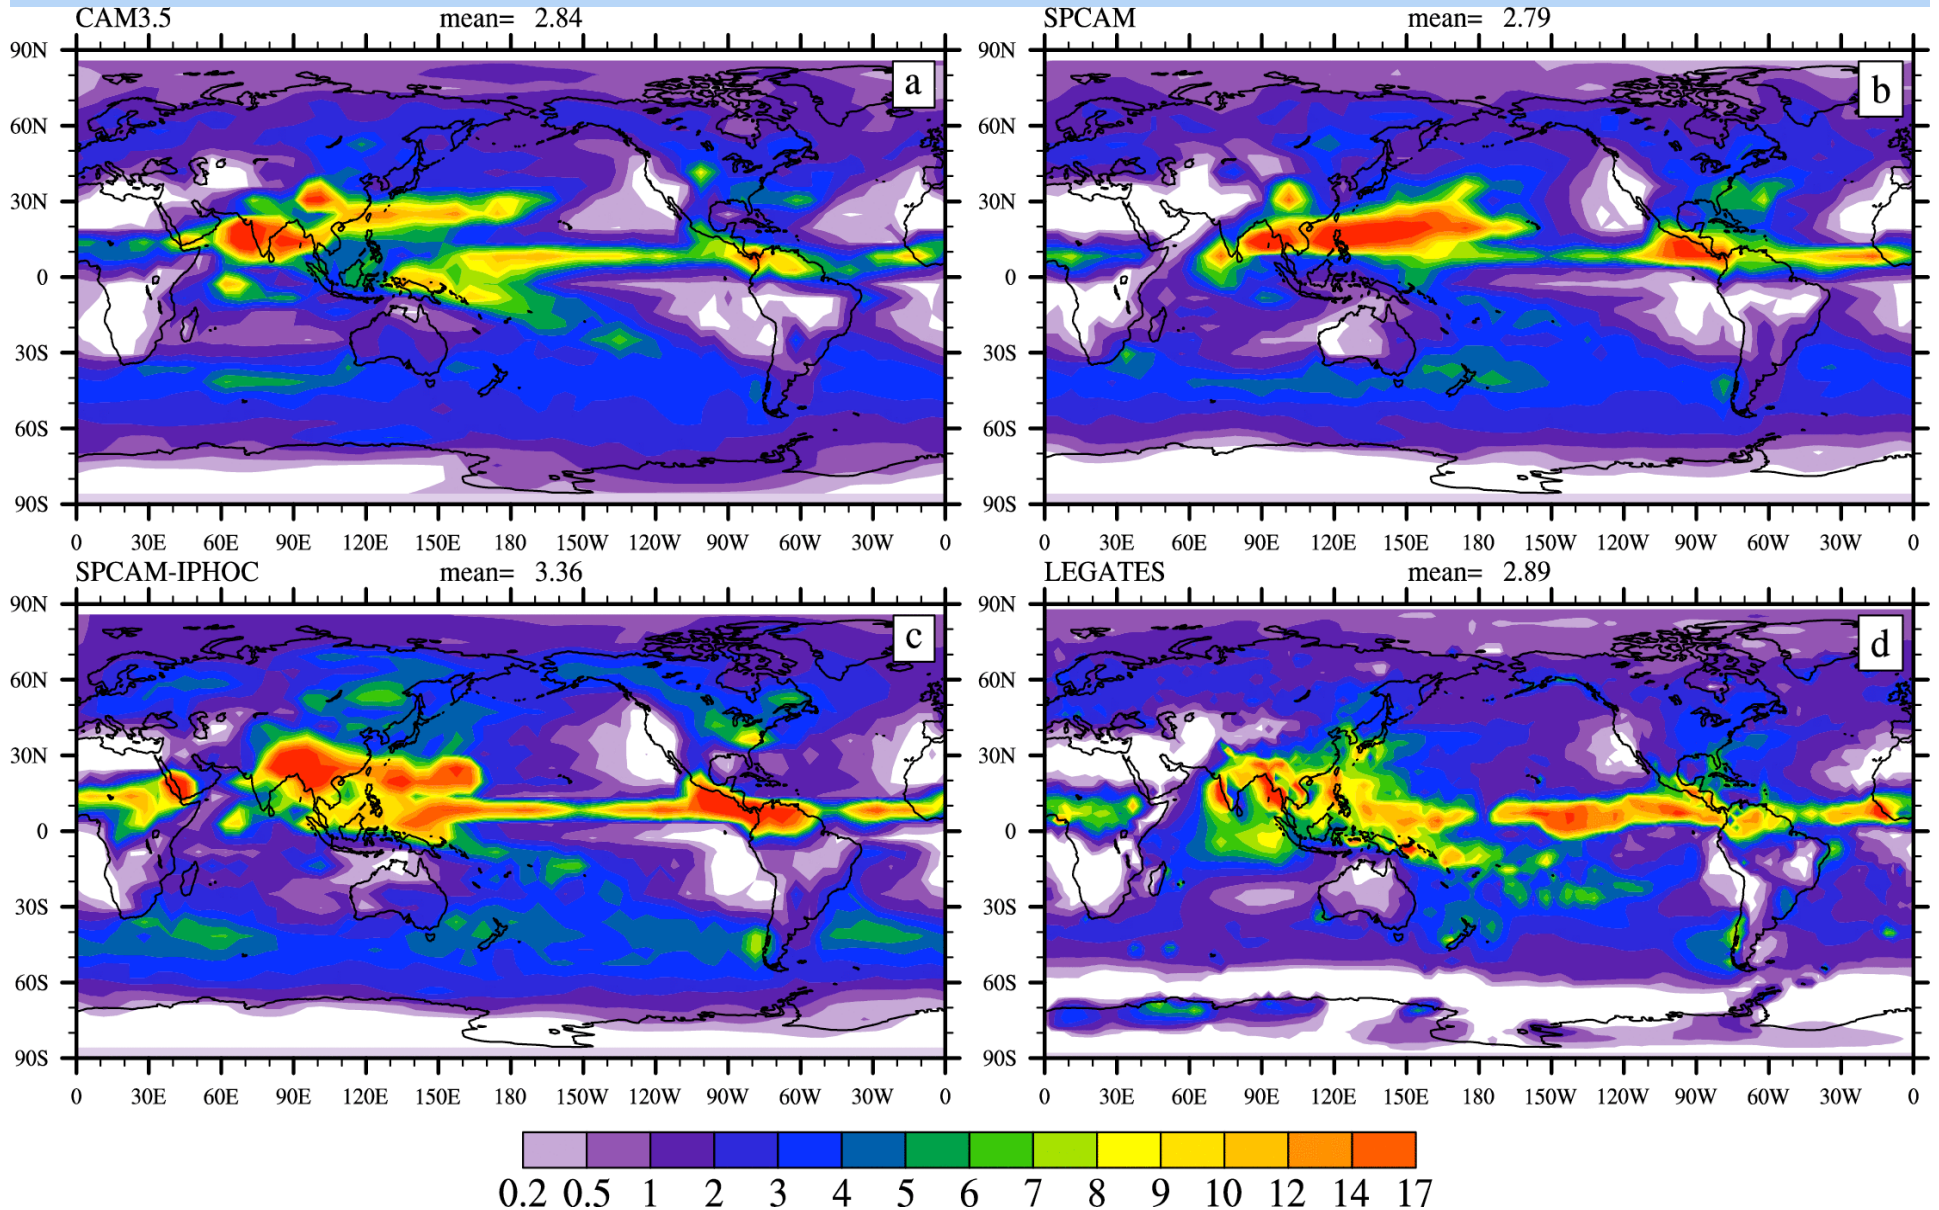 CAM3.5 mean= 2.84
a
90N
60N
30N
0
30S
60S
90S
0 30E 60E 90E 120E 150E 180 150W 120W 90W 60W 30W 0
SPCAM mean= 2.79
b
90N
60N
30N
0
30S
60S
90S
0 30E 60E 90E 120E 150E 180 150W 120W 90W 60W 30W 0
SPCAM-IPHOC mean= 3.36
c
90N
60N
30N
0
30S
60S
90S
0 30E 60E 90E 120E 150E 180 150W 120W 90W 60W 30W 0
LEGATES mean= 2.89
d
90N
60N
30N
0
30S
60S
90S
0 30E 60E 90E 120E 150E 180 150W 120W 90W 60W 30W 0
0.2 0.5 1 2 3 4 5 6 7 8 9 10 12 14 17